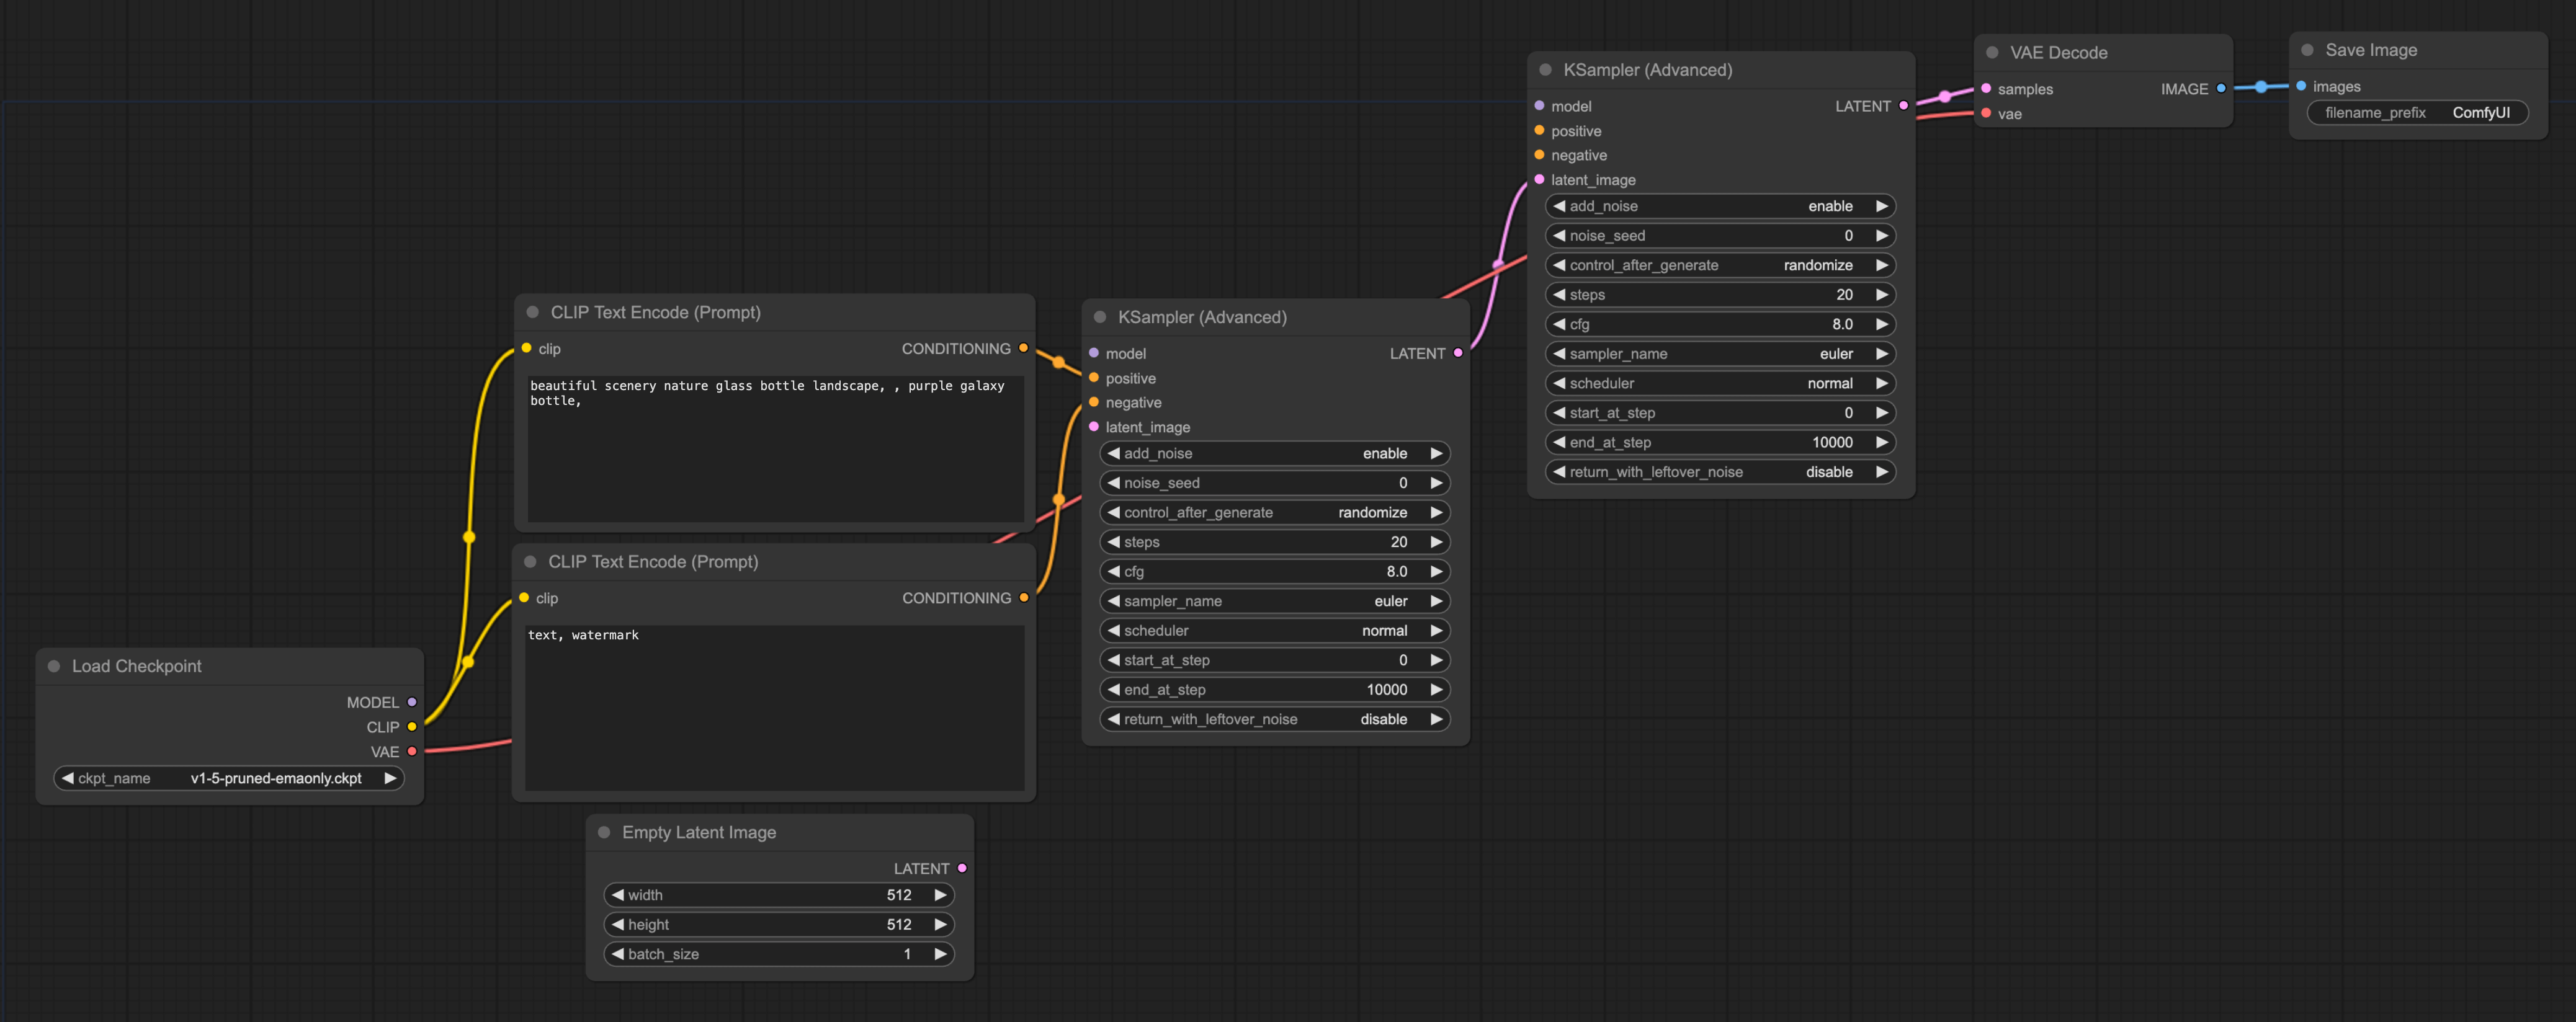 Load Checkpoint
MODEL
CLIP
VAE
ckpt_name v1-5-pruned-emaonly.ckpt
CLIP Text Encode (Prompt)
clip CONDITIONING
beautiful scenery nature glass bottle landscape, , purple galaxy
bottle,
CLIP Text Encode (Prompt)
clip CONDITIONING
text, watermark
Empty Latent Image
LATENT
width 512
height 512
batch_size 1
KSampler (Advanced)
model LATENT
positive
negative
latent_image
add_noise enable
noise_seed 0
control_after_generate randomize
steps 20
cfg 8.0
sampler_name euler
scheduler normal
start_at_step 0
end_at_step 10000
return_with_leftover_noise disable
KSampler (Advanced)
model LATENT
positive
negative
latent_image
add_noise enable
noise_seed 0
control_after_generate randomize
steps 20
cfg 8.0
sampler_name euler
scheduler normal
start_at_step 0
end_at_step 10000
return_with_leftover_noise disable
VAE Decode
samples IMAGE
vae
Save Image
images
filename_prefix ComfyUI